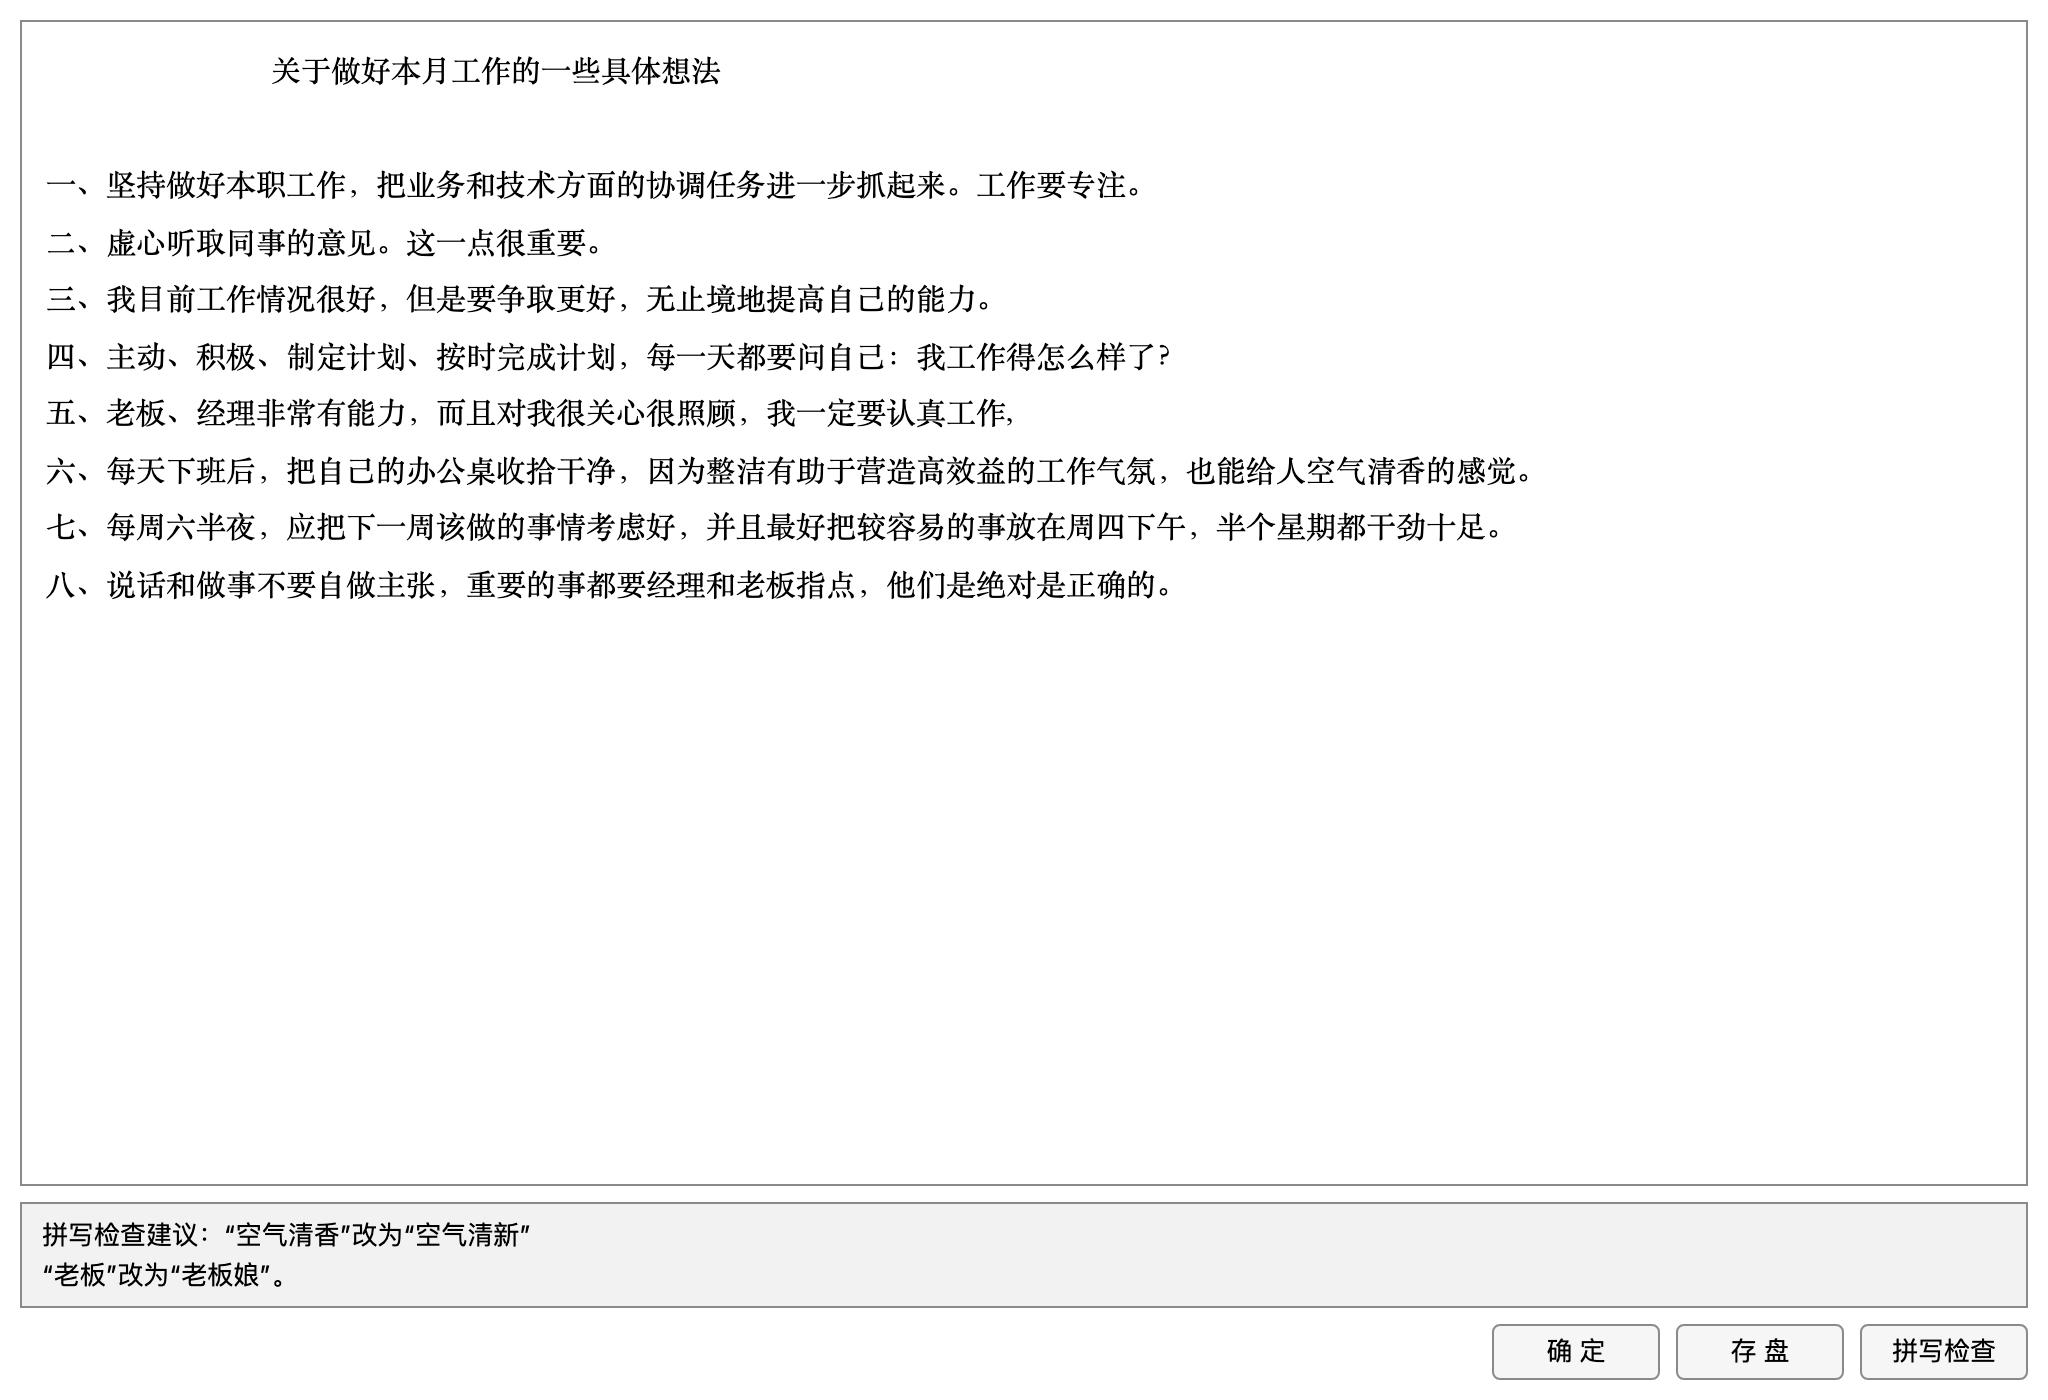 关于做好本月工作的一些具体想法
一、坚持做好本职工作，把业务和技术方面的协调任务进一步抓起来。工作要专注。
二、虚心听取同事的意见。这一点很重要。
三、我目前工作情况很好，但是要争取更好，无止境地提高自己的能力。
四、主动、积极、制定计划、按时完成计划，每一天都要问自己：我工作得怎么样了？
五、老板、经理非常有能力，而且对我很关心很照顾，我一定要认真工作,
六、每天下班后，把自己的办公桌收拾干净，因为整洁有助于营造高效益的工作气氛，也能给人空气清香的感觉。
七、每周六半夜，应把下一周该做的事情考虑好，并且最好把较容易的事放在周四下午，半个星期都干劲十足。
八、说话和做事不要自做主张，重要的事都要经理和老板指点，他们是绝对是正确的。
拼写检查建议：“空气清香”改为“空气清新”
“老板”改为“老板娘”。
确 定
存 盘
拼写检查